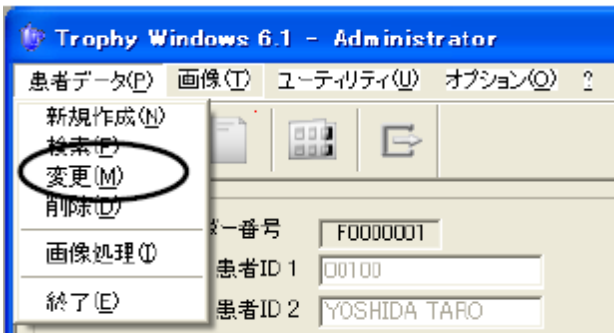 Trophy Windows 6.1 - Administrator
患者データ(P) 画像(T) ユーティリティ(U) オプション(O) ?
新規作成(N)
検索(F)
変更(M)
削除(D)
画像処理(I)
終了(E)
ダー番号 F0000001
患者ID 1 00100
患者ID 2 YOSHIDA TARO